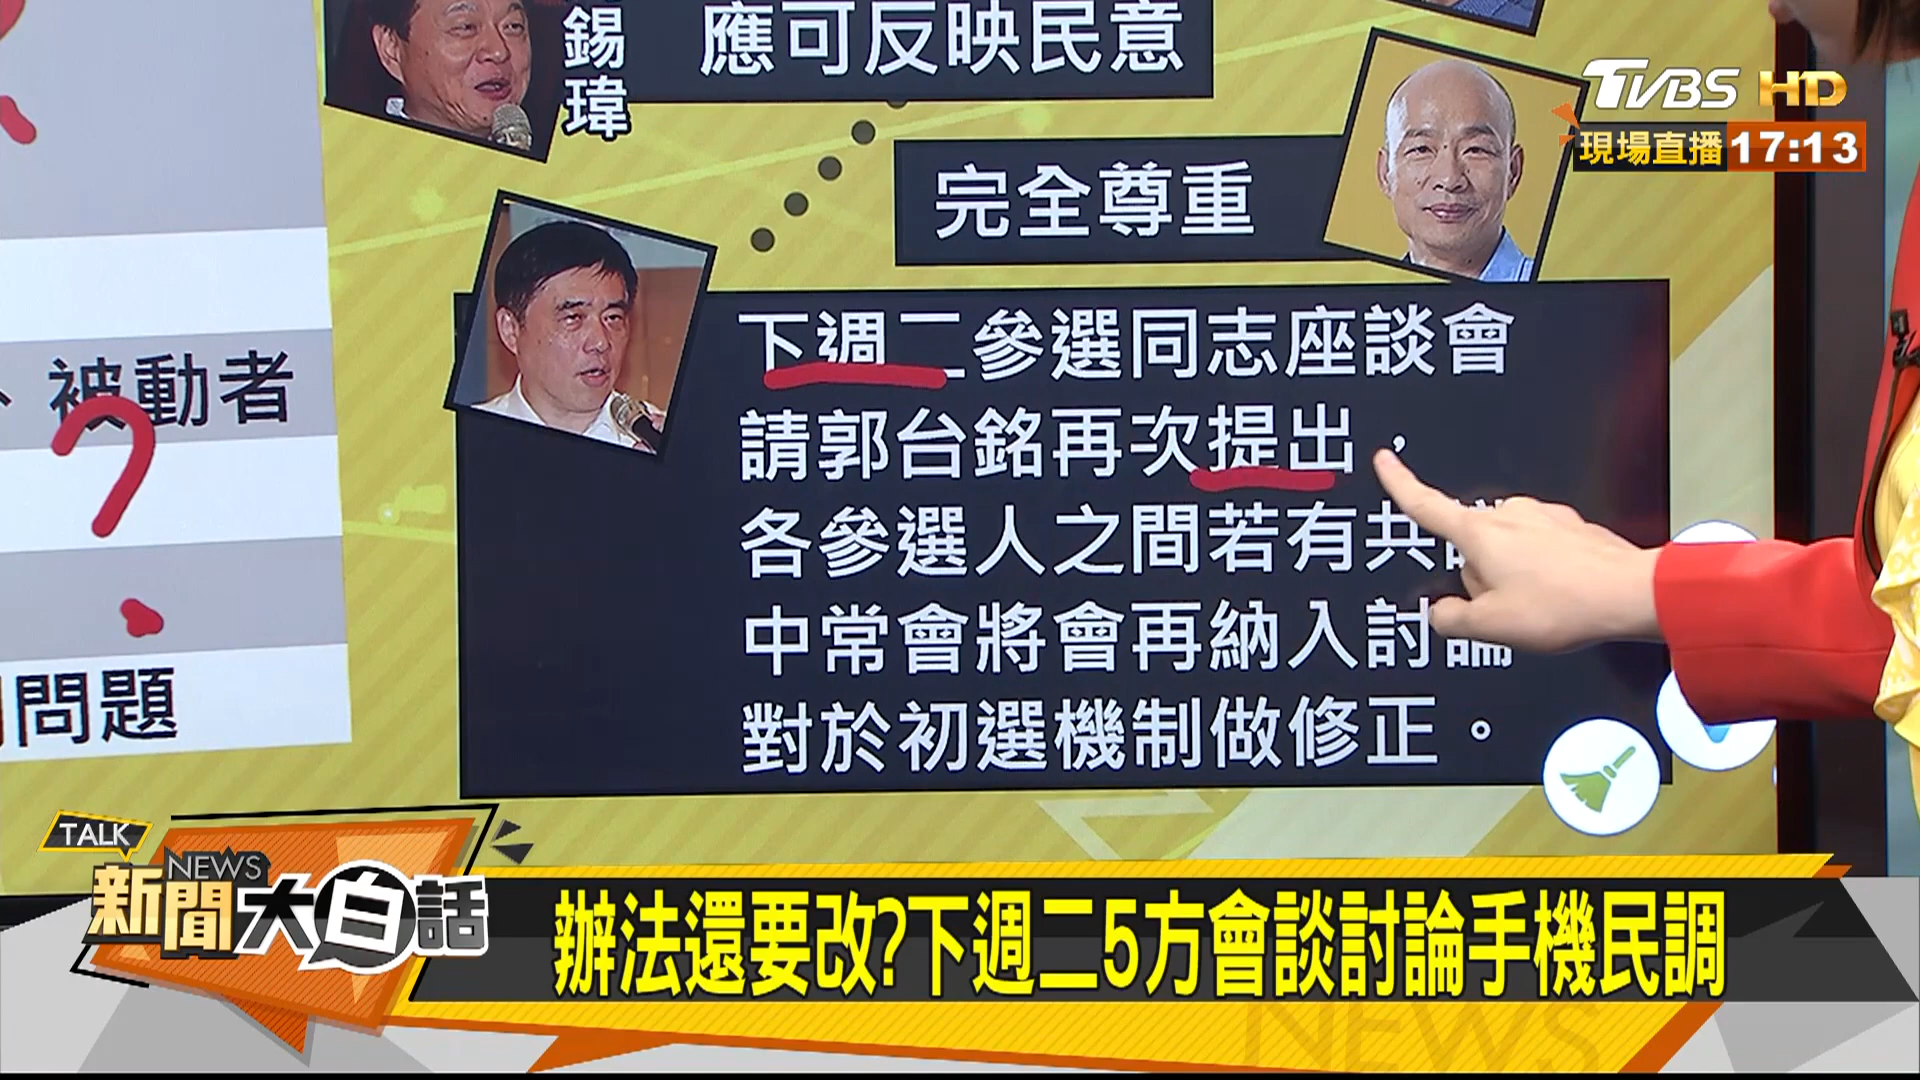 錫瑋
應可反映民意
TVBS HD
現場直播 17:13
完全尊重
下週二參選同志座談會
請郭台銘再次提出，
各參選人之間若有共
中常會將會再納入討論
對於初選機制做修正。
、被動者
問題
TALK
NEWS
新聞大白話
辦法還要改?下週二5方會談討論手機民調
NEWS